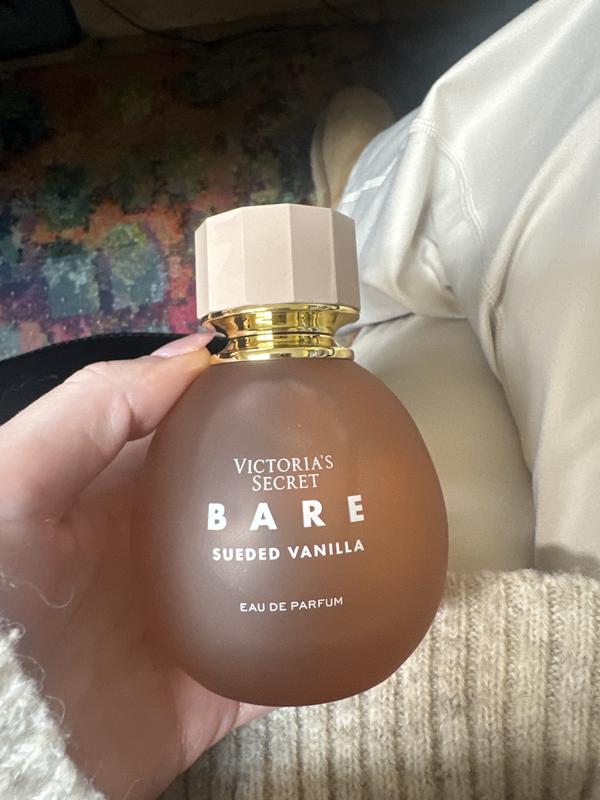 VICTORIA'S
SECRET
BARE
SUEDED VANILLA
EAU DE PARFUM